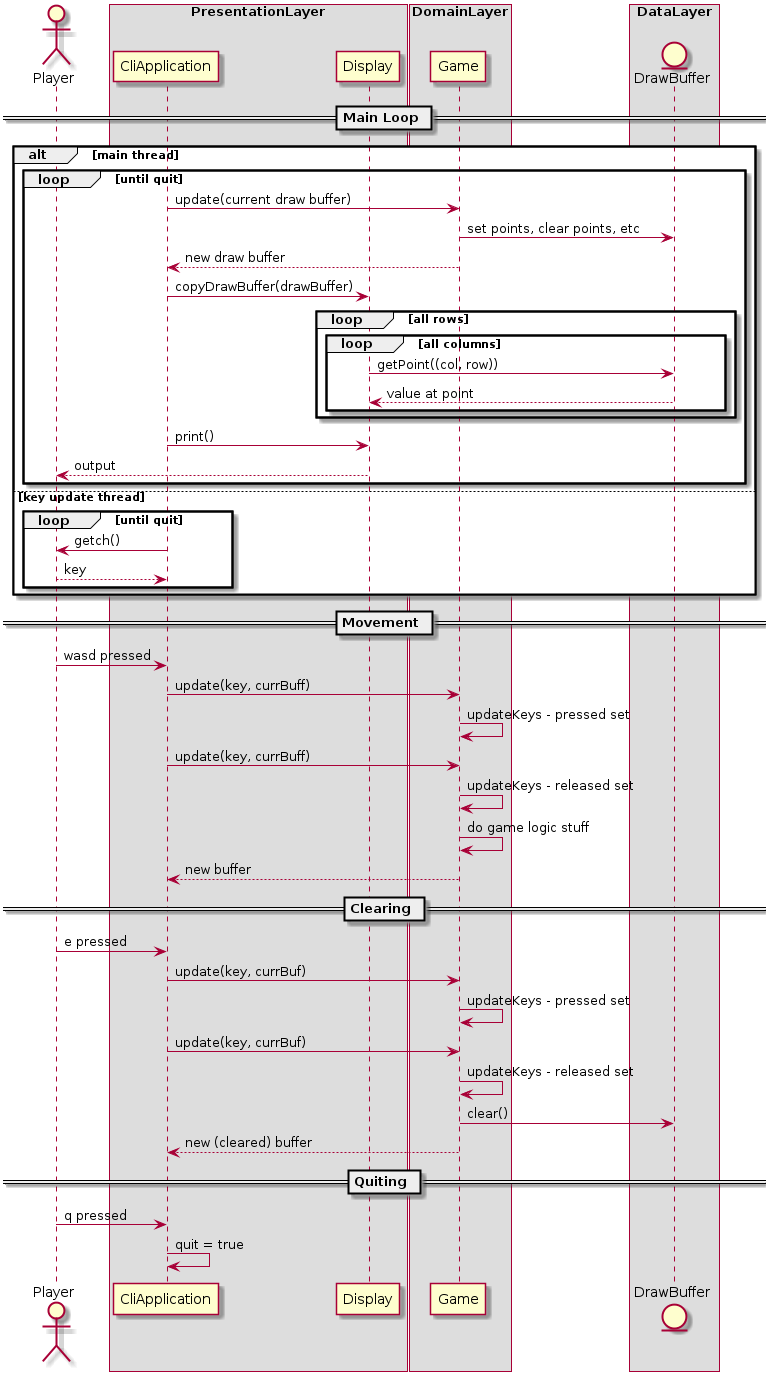 PresentationLayer
DomainLayer
DataLayer
Player
CliApplication
Display
Game
DrawBuffer
Main Loop
alt [main thread]
loop [until quit]
update(current draw buffer)
set points, clear points, etc
new draw buffer
copyDrawBuffer(drawBuffer)
loop [all rows]
loop [all columns]
getPoint((col, row))
value at point
print()
output
[key update thread]
loop [until quit]
getch()
key
Movement
wasd pressed
update(key, currBuff)
updateKeys - pressed set
update(key, currBuff)
updateKeys - released set
do game logic stuff
new buffer
Clearing
e pressed
update(key, currBuf)
updateKeys - pressed set
update(key, currBuf)
updateKeys - released set
clear()
new (cleared) buffer
Quiting
q pressed
quit = true
Player
CliApplication
Display
Game
DrawBuffer